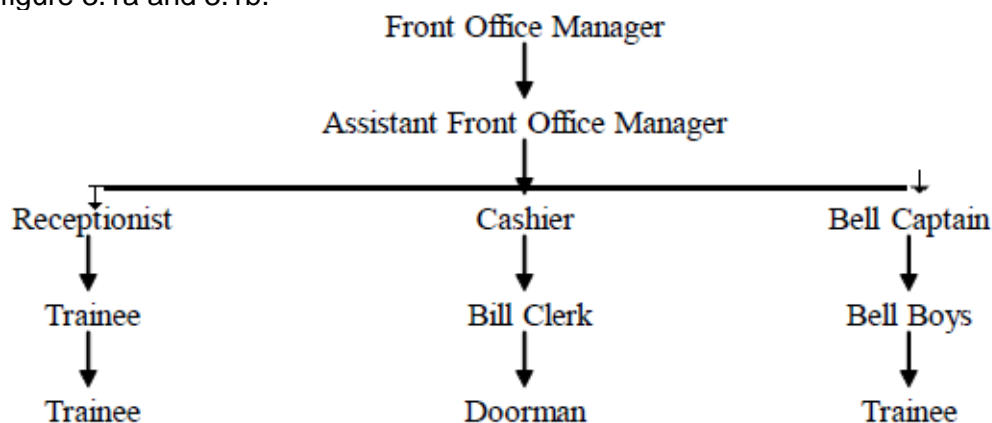 figure 3.1a and 3.1b.
Front Office Manager
Assistant Front Office Manager
Receptionist Cashier Bell Captain
Trainee Bill Clerk Bell Boys
Trainee Doorman Trainee